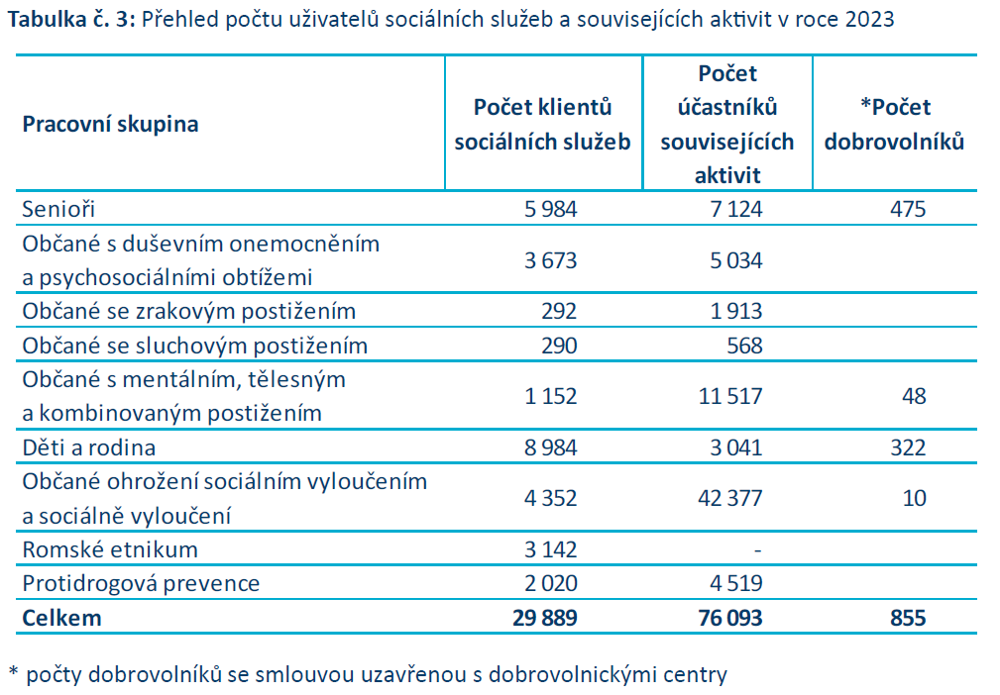 Tabulka č. 3: Přehled počtu uživatelů sociálních služeb a souvisejících aktivit v roce 2023
Pracovní skupina
Počet klientů
sociálních služeb
Počet
účastníků
souvisejících
aktivit
*Počet
dobrovolníků
Senioři 5 984 7 124 475
Občané s duševním onemocněním
a psychosociálními obtížemi
3 673 5 034
Občané se zrakovým postižením 292 1 913
Občané se sluchovým postižením 290 568
Občané s mentálním, tělesným
a kombinovaným postižením
1 152 11 517 48
Děti a rodina 8 984 3 041 322
Občané ohrožení sociálním vyloučením
a sociálně vyloučení
4 352 42 377 10
Romské etnikum 3 142 -
Protidrogová prevence 2 020 4 519
Celkem 29 889 76 093 855
* počty dobrovolníků se smlouvou uzavřenou s dobrovolnickými centry